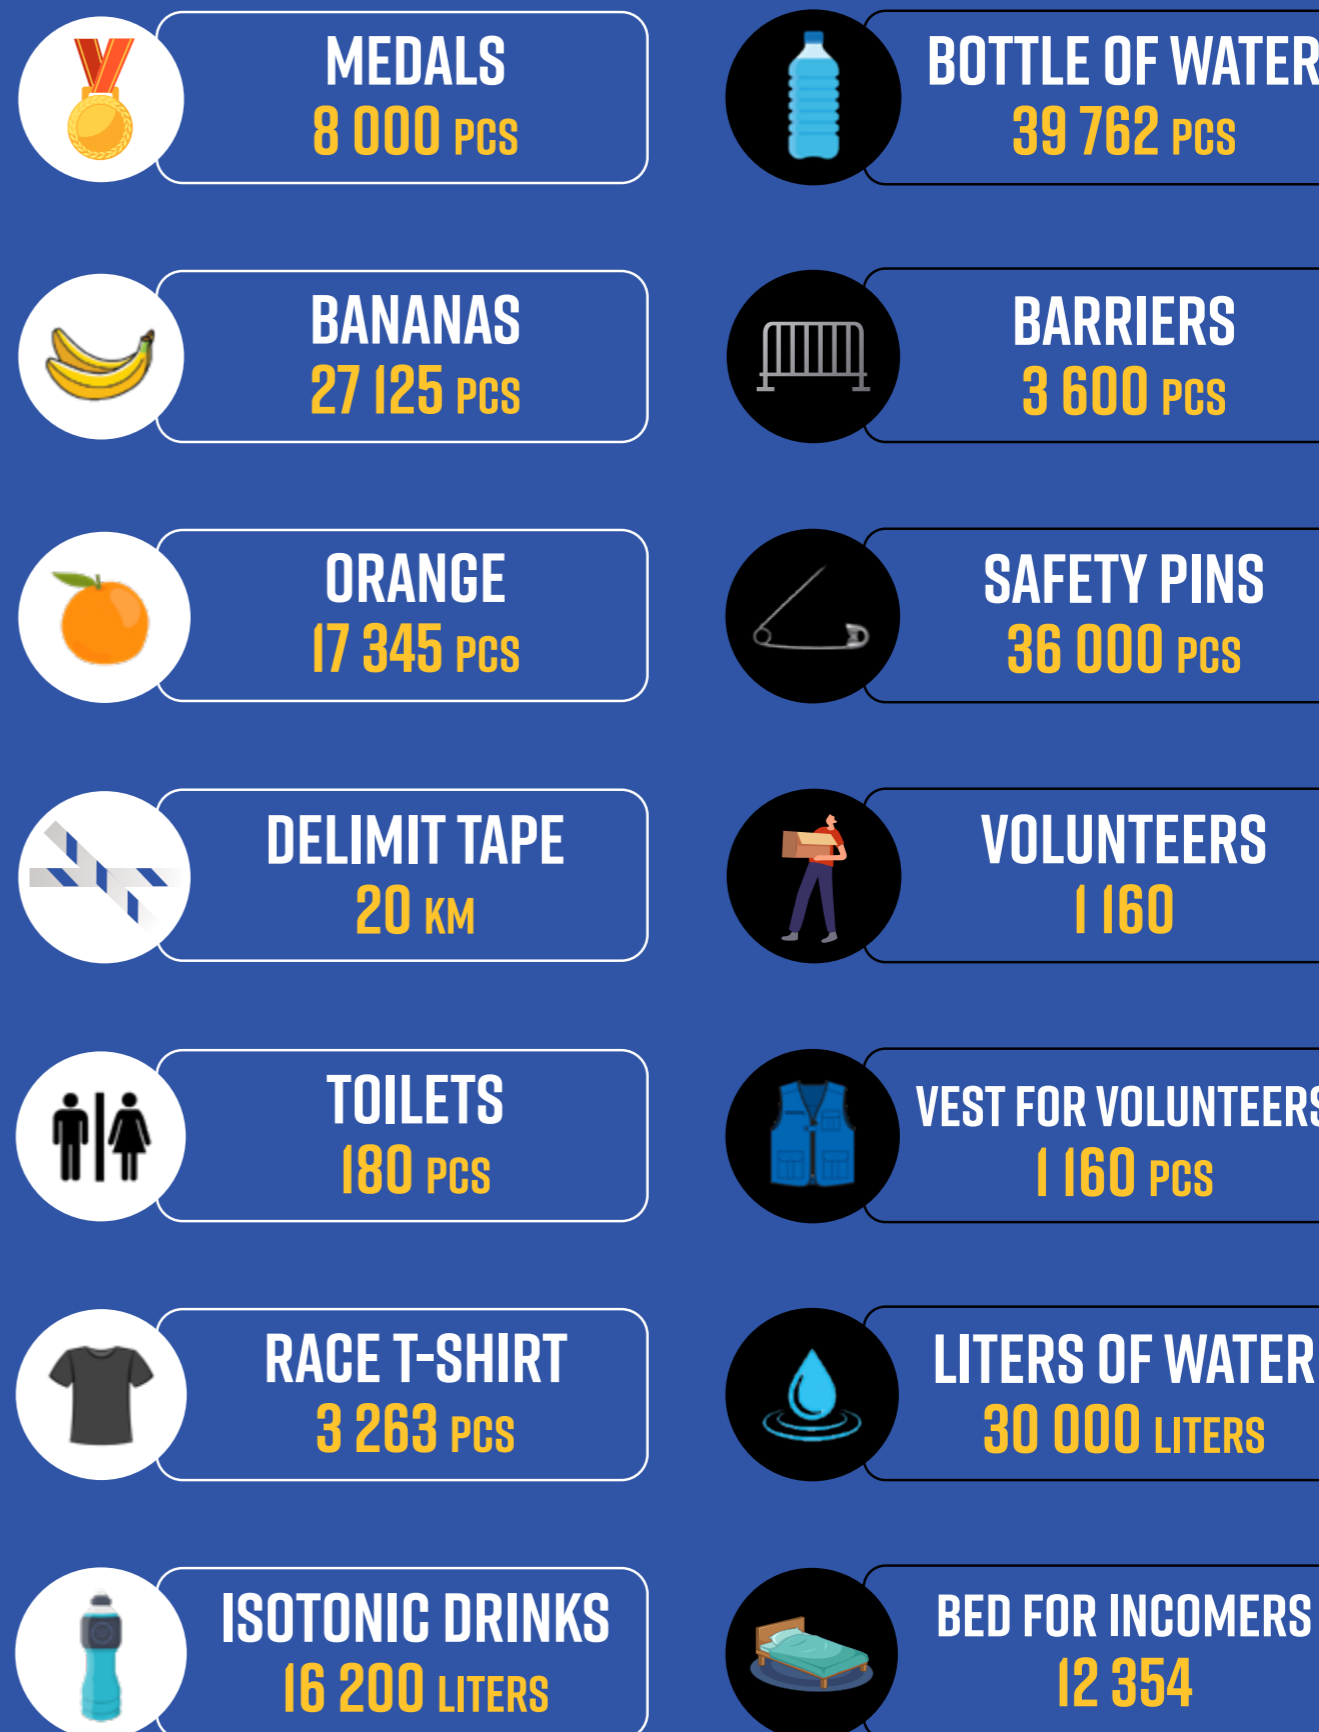 MEDALS
8 000 PCS
BOTTLE OF WATER
39 762 PCS
BANANAS
27 125 PCS
BARRIERS
3 600 PCS
ORANGE
17 345 PCS
SAFETY PINS
36 000 PCS
DELIMIT TAPE
20 KM
VOLUNTEERS
1 160
TOILETS
180 PCS
VEST FOR VOLUNTEERS
1 160 PCS
RACE T-SHIRT
3 263 PCS
LITERS OF WATER
30 000 LITERS
ISOTONIC DRINKS
16 200 LITERS
BED FOR INCOMERS
12 354